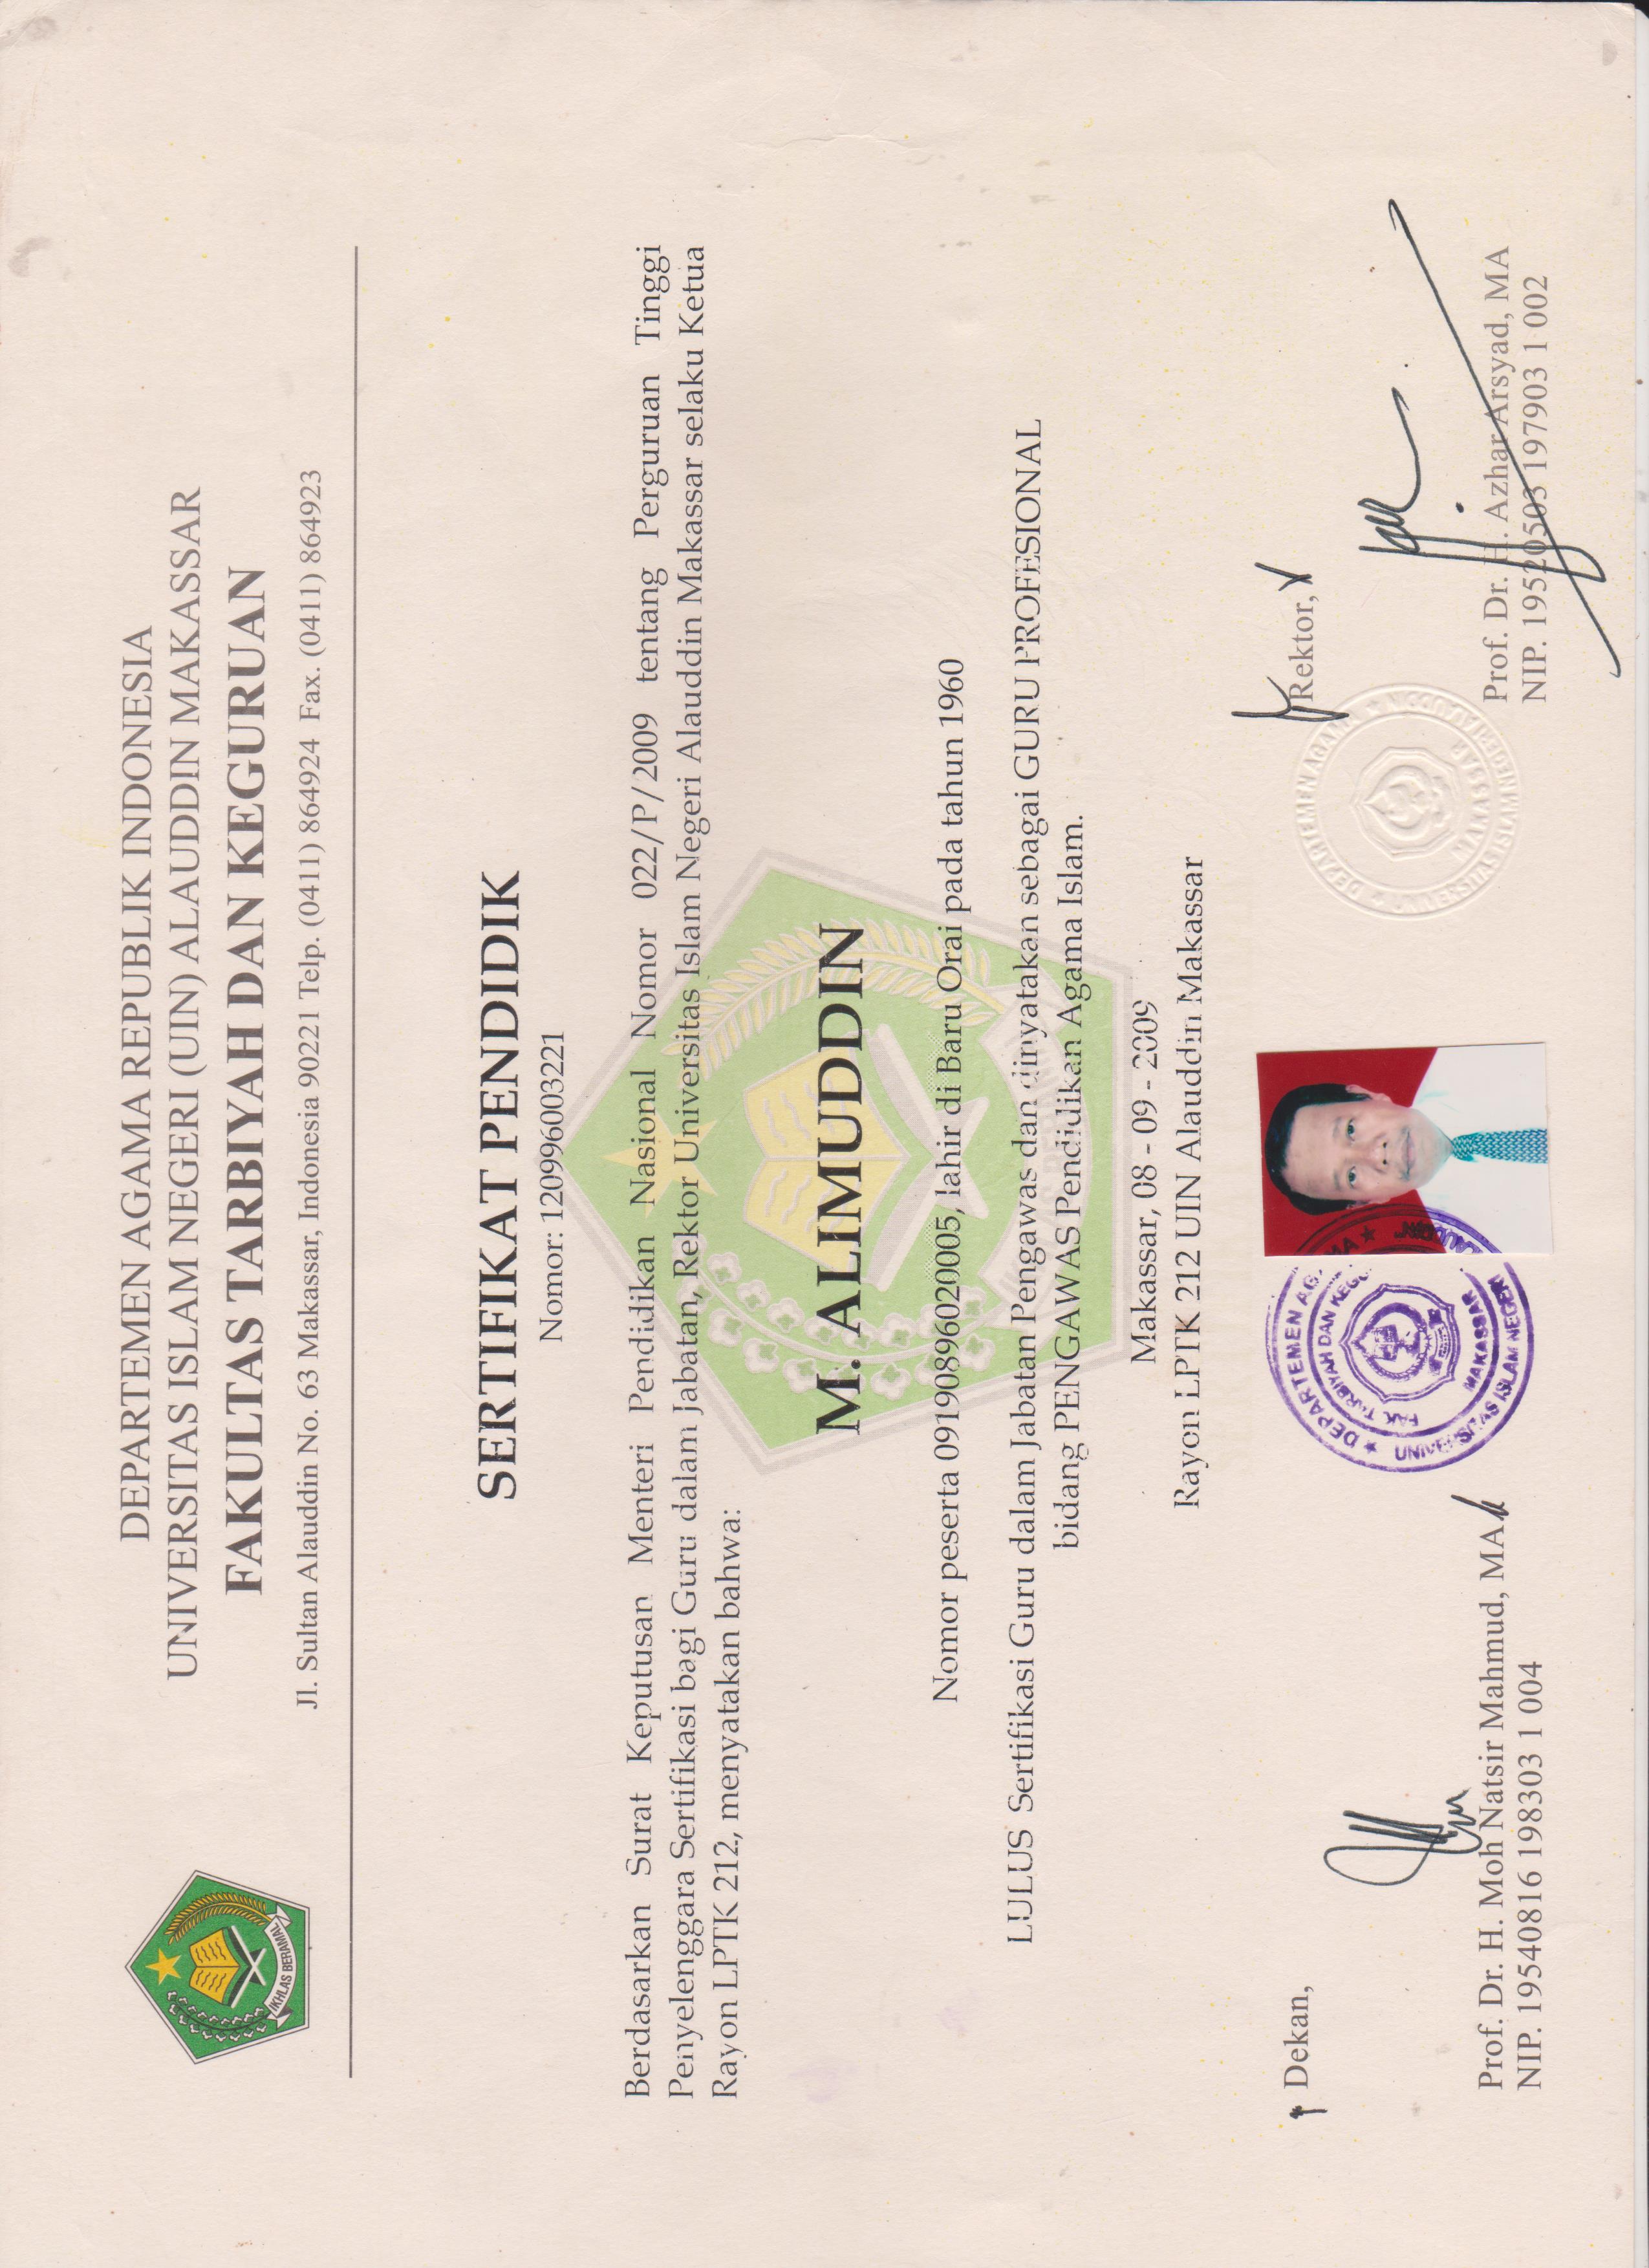 DEPARTEMEN AGAMA REPUBLIK INDONESIA
UNIVERSITAS ISLAM NEGERI (UIN) ALAUDDIN MAKASSAR
FAKULTAS TARBIYAH DAN KEGURUAN
Jl. Sultan Alauddin No. 63 Makassar, Indonesia 90221 Telp. (0411) 864924 Fax. (0411) 864923
IKHLAS BERAMAL
SERTIFIKAT PENDIDIK
Nomor: 120996003221
Berdasarkan Surat Keputusan Menteri Pendidikan Nasional Nomor 022/P/2009 tentang Perguruan Tinggi
Penyelenggara Sertifikasi bagi Guru dalam Jabatan, Rektor Universitas Islam Negeri Alauddin Makassar selaku Ketua
Rayon LPTK 212, menyatakan bahwa:
M. ALIMUDDIN
Nomor peserta 09190896020005, lahir di Baru Orai pada tahun 1960
LULUS Sertifikasi Guru dalam Jabatan Pengawas dan dinyatakan sebagai GURU PROFESIONAL
bidang PENGAWAS Pendidikan Agama Islam.
Makassar, 08 - 09 - 2009
Rayon LPTK 212 UIN Alauddin Makassar
Dekan,
Prof. Dr. H. Moh Natsir Mahmud, MA
NIP. 19540816 198303 1 004
DEPARTEMEN AG
UNIVERSITAS ISLAM NEGERI
FAK. TARBIYAH DAN KEGU
MAKASSAR
DEPARTEMEN AGAMA
UNIVERSITAS ISLAM NEGERI ALAUDDIN
MAKASSAR
Rektor,
Prof. Dr. H. Azhar Arsyad, MA
NIP. 19520503 197903 1 002